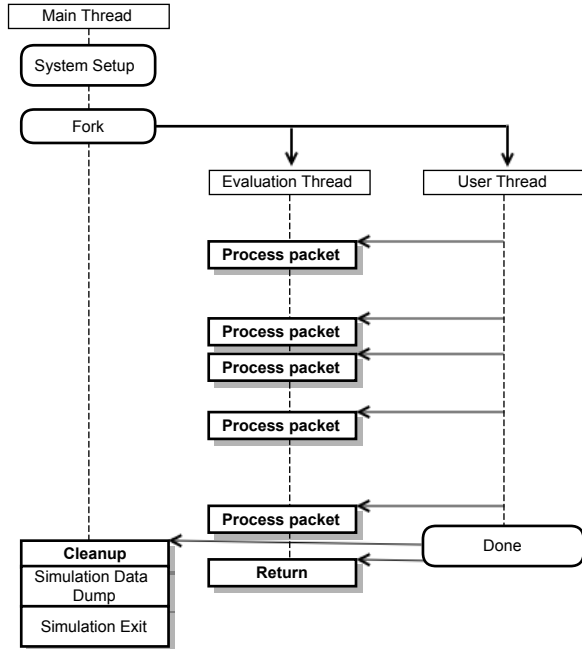 Main Thread
System Setup
Fork
Evaluation Thread
User Thread
Process packet
Process packet
Process packet
Process packet
Process packet
Done
Cleanup
Simulation Data
Dump
Simulation Exit
Return